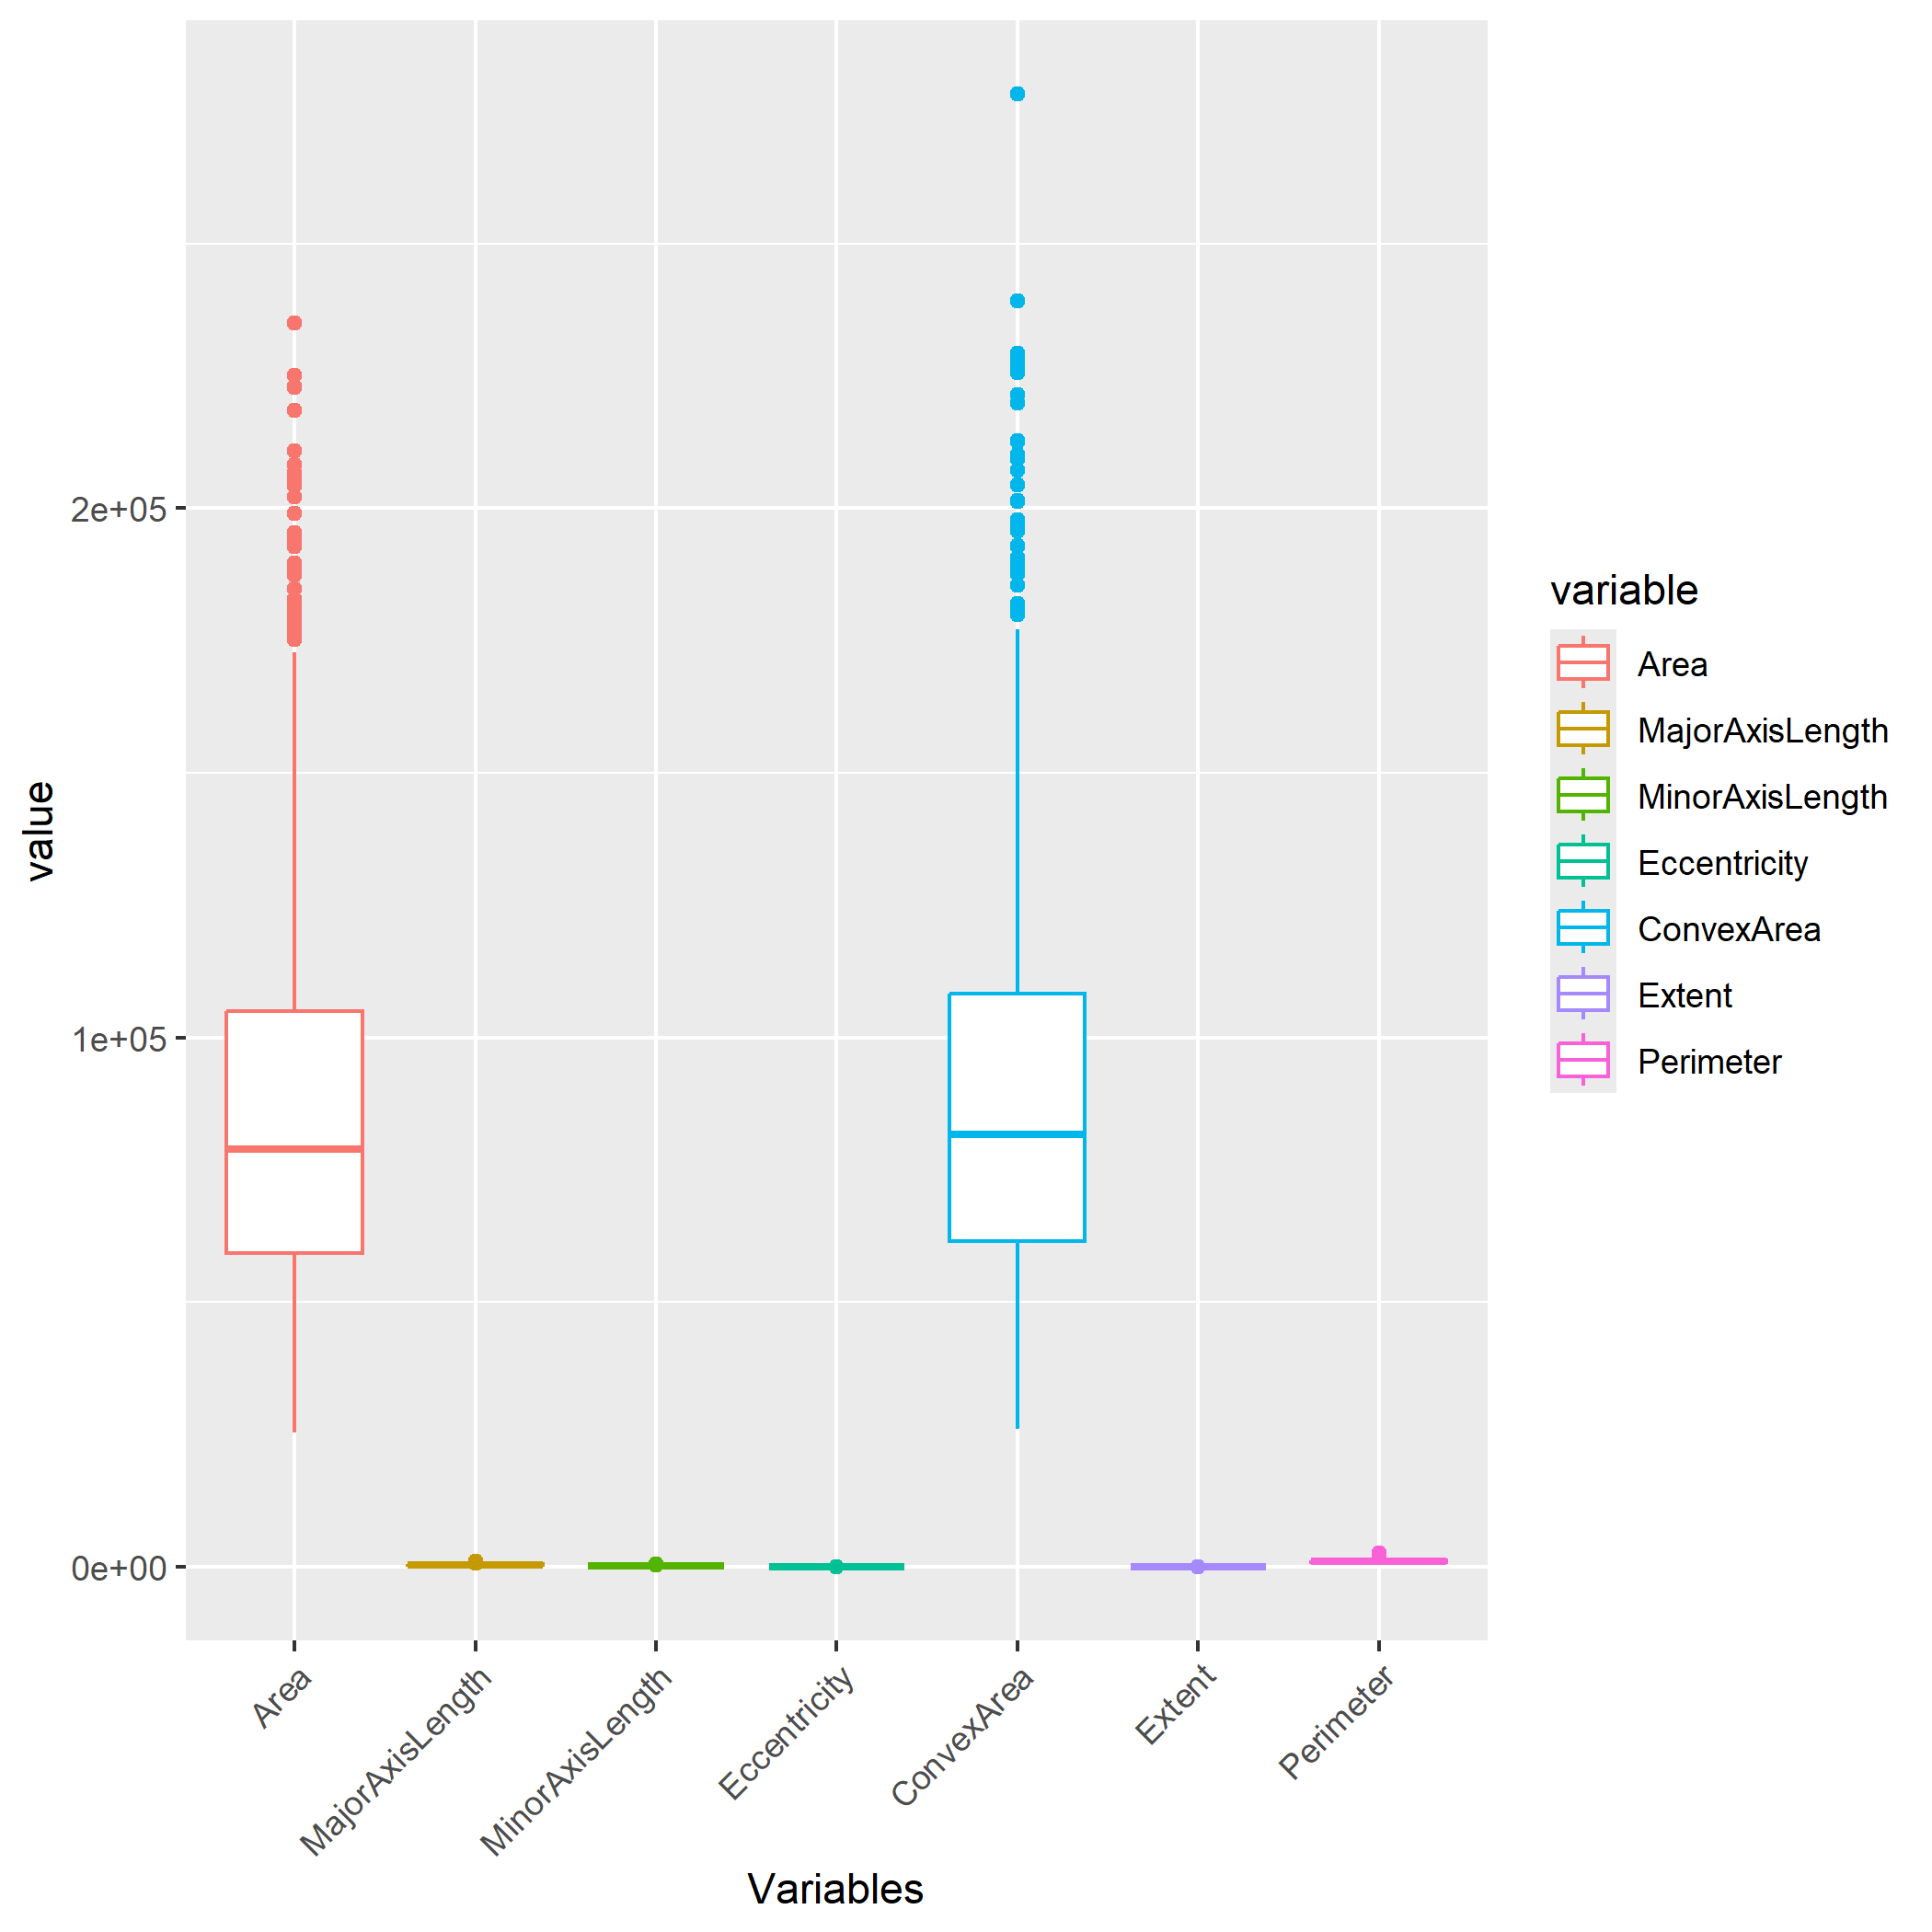 value
2e+05
1e+05
0e+00
Area
MajorAxisLength
MinorAxisLength
Eccentricity
ConvexArea
Extent
Perimeter
Variables
variable
Area
MajorAxisLength
MinorAxisLength
Eccentricity
ConvexArea
Extent
Perimeter